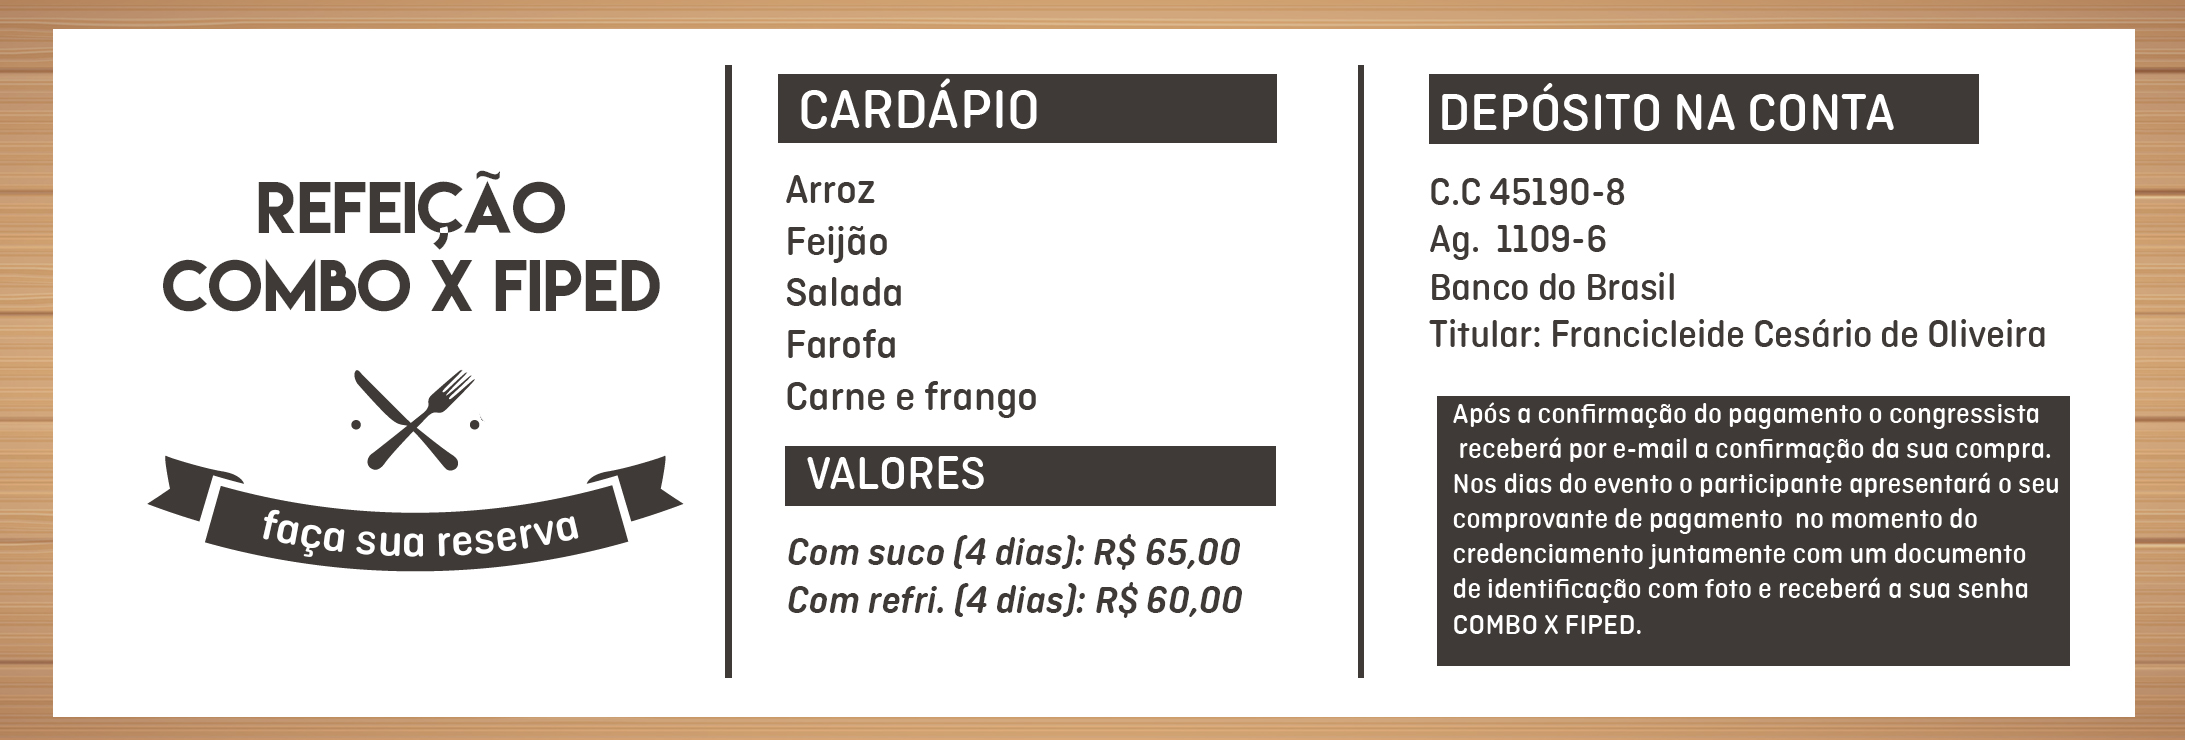 REFEIÇÃO
COMBO X FIPED
faça sua reserva
CARDÁPIO
Arroz
Feijão
Salada
Farofa
Carne e frango
VALORES
Com suco (4 dias): R$ 65,00
Com refri. (4 dias): R$ 60,00
DEPÓSITO NA CONTA
C.C 45190-8
Ag. 1109-6
Banco do Brasil
Titular: Francicleide Cesário de Oliveira
Após a confirmação do pagamento o congressista
receberá por e-mail a confirmação da sua compra.
Nos dias do evento o participante apresentará o seu
comprovante de pagamento no momento do
credenciamento juntamente com um documento
de identificação com foto e receberá a sua senha
COMBO X FIPED.